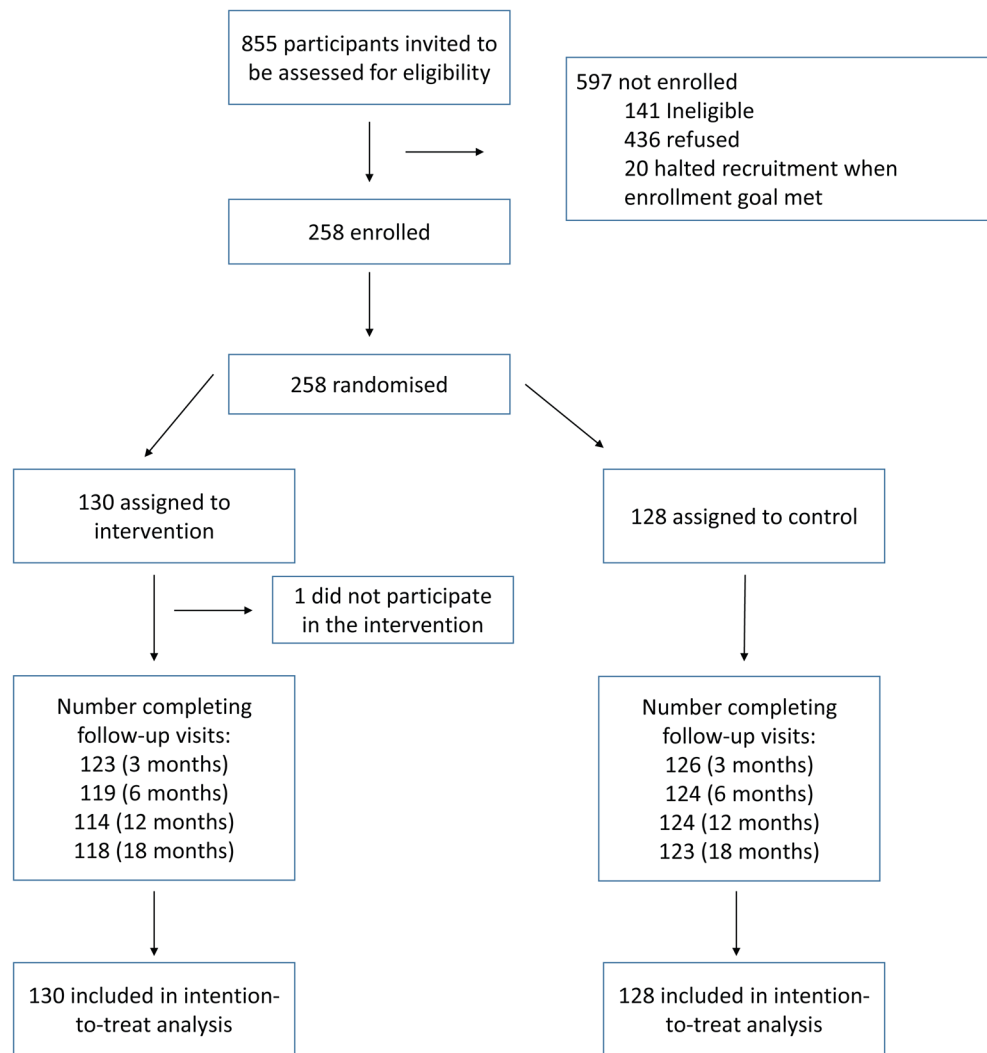 855 participants invited to
be assessed for eligibility
597 not enrolled
141 Ineligible
436 refused
20 halted recruitment when
enrollment goal met
258 enrolled
258 randomised
130 assigned to
intervention
128 assigned to control
1 did not participate
in the intervention
Number completing
follow-up visits:
123 (3 months)
119 (6 months)
114 (12 months)
118 (18 months)
Number completing
follow-up visits:
126 (3 months)
124 (6 months)
124 (12 months)
123 (18 months)
130 included in intention-
to-treat analysis
128 included in intention-
to-treat analysis